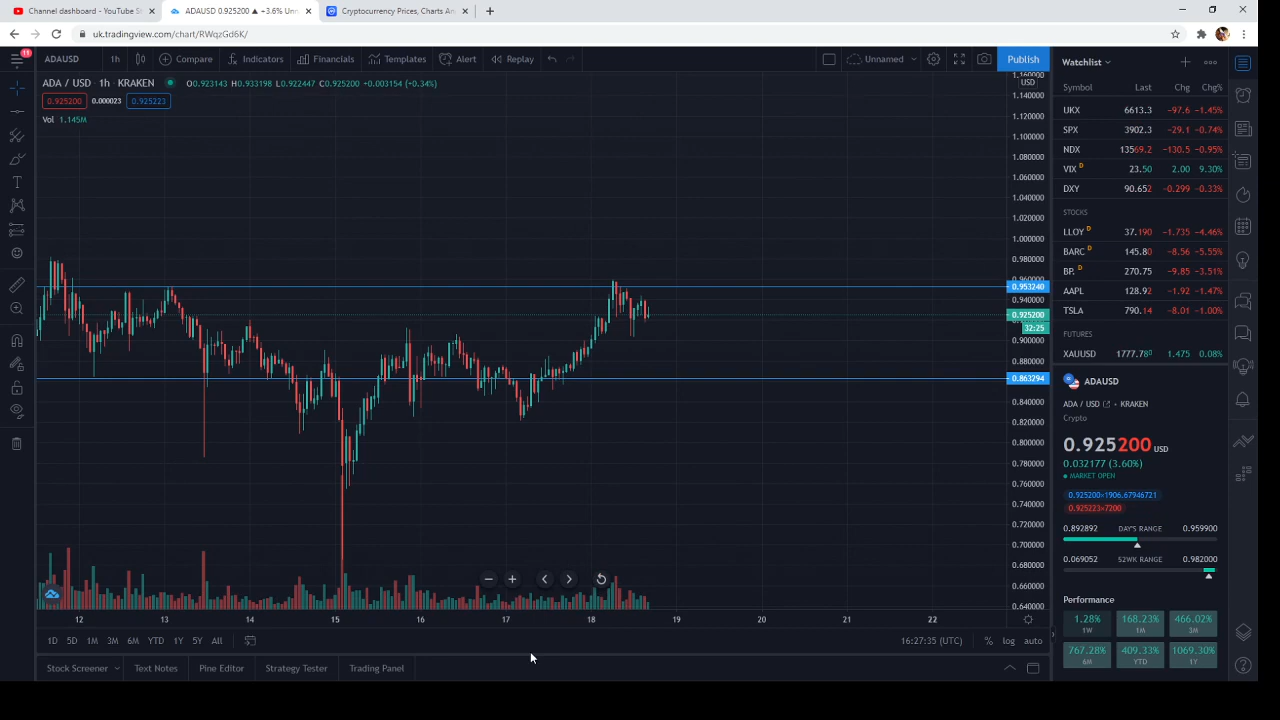 Channel dashboard - YouTube St
ADAUSD 0.925200 ▲ +3.6% Unn
Cryptocurrency Prices, Charts An
uk.tradingview.com/chart/RWqzGd6K/
11
ADAUSD 1h Compare Indicators Financials Templates Alert Replay Unnamed Publish
ADA / USD · 1h · KRAKEN O0.923143 H0.933198 L0.922447 C0.925200 +0.003154 (+0.34%)
0.925200 0.000023 0.925223
Vol 1.145M
USD
1.160000
1.140000
1.120000
1.100000
1.080000
1.060000
1.040000
1.020000
1.000000
0.980000
0.960000
0.953240
0.940000
0.925200
32:25
0.900000
0.880000
0.863294
0.840000
0.820000
0.800000
0.780000
0.760000
0.740000
0.720000
0.700000
0.680000
0.660000
0.640000
12 13 14 15 16 17 18 19 20 21 22
1D 5D 1M 3M 6M YTD 1Y 5Y All 16:27:35 (UTC) % log auto
Stock Screener Text Notes Pine Editor Strategy Tester Trading Panel
Watchlist
Symbol Last Chg Chg%
UKX 6613.3 −97.6 −1.45%
SPX 3902.3 −29.1 −0.74%
NDX 13569.2 −130.5 −0.95%
VIX D 23.50 2.00 9.30%
DXY 90.652 −0.299 −0.33%
STOCKS
LLOY D 37.190 −1.735 −4.46%
BARC D 145.80 −8.56 −5.55%
BP. D 270.75 −9.85 −3.51%
AAPL 128.92 −1.92 −1.47%
TSLA 790.14 −8.01 −1.00%
FUTURES
XAUUSD 1777.780 1.475 0.08%
ADAUSD
ADA / USD • KRAKEN
Crypto
0.925200 USD
0.032177 (3.60%)
MARKET OPEN
0.925200×1906.67946721
0.925223×7200
0.892892 DAY'S RANGE 0.959900
0.069052 52WK RANGE 0.982000
Performance
1.28% 168.23% 466.02%
1W 1M 3M
767.28% 409.33% 1069.30%
6M YTD 1Y